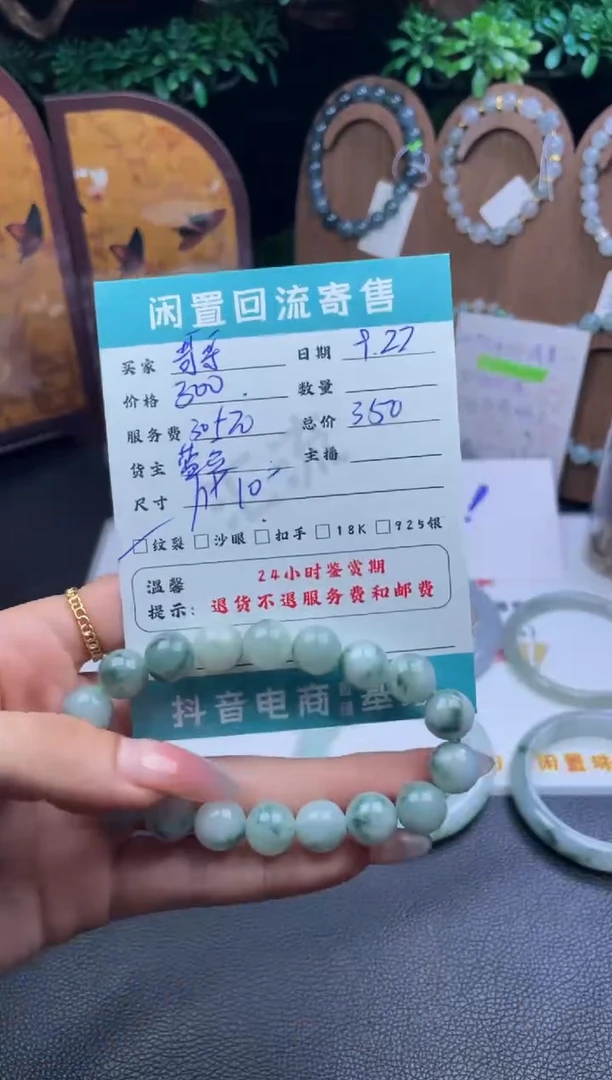 闲置回流寄售
买家 日期 9.27
价格 300 数量
服务费 30+20 总价 350
货主 主播
尺寸 10
□纹裂 □沙眼 □扣手 □18K □925银
温馨提示: 24小时鉴赏期
退货不退服务费和邮费
抖音电商
闲置